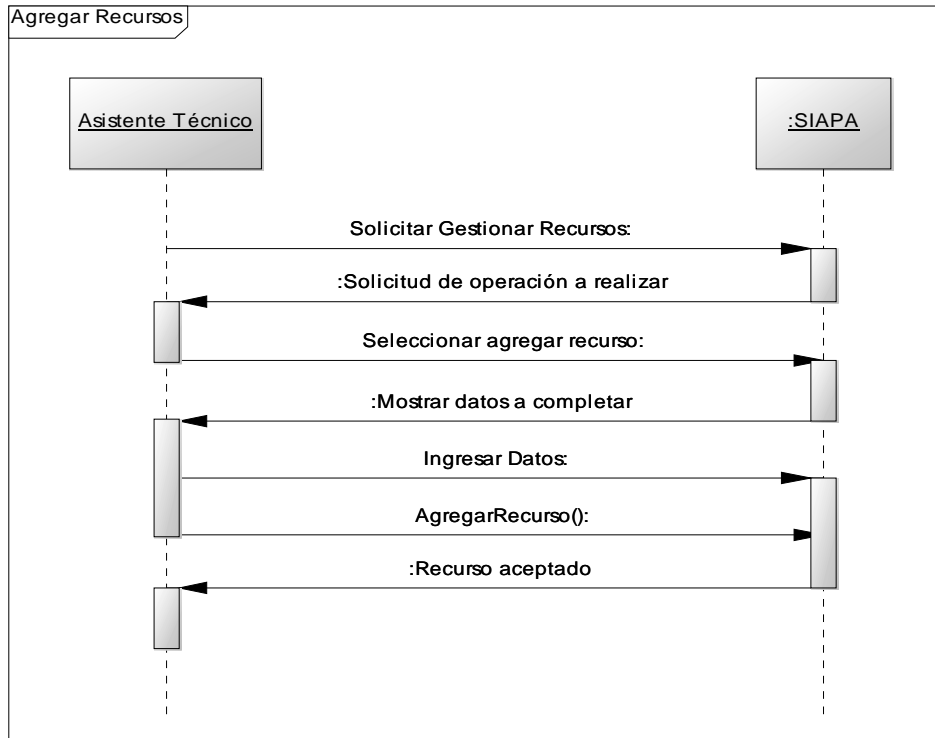 Agregar Recursos
Asistente Técnico
:SIAPA
Solicitar Gestionar Recursos:
:Solicitud de operación a realizar
Seleccionar agregar recurso:
:Mostrar datos a completar
Ingresar Datos:
AgregarRecurso():
:Recurso aceptado